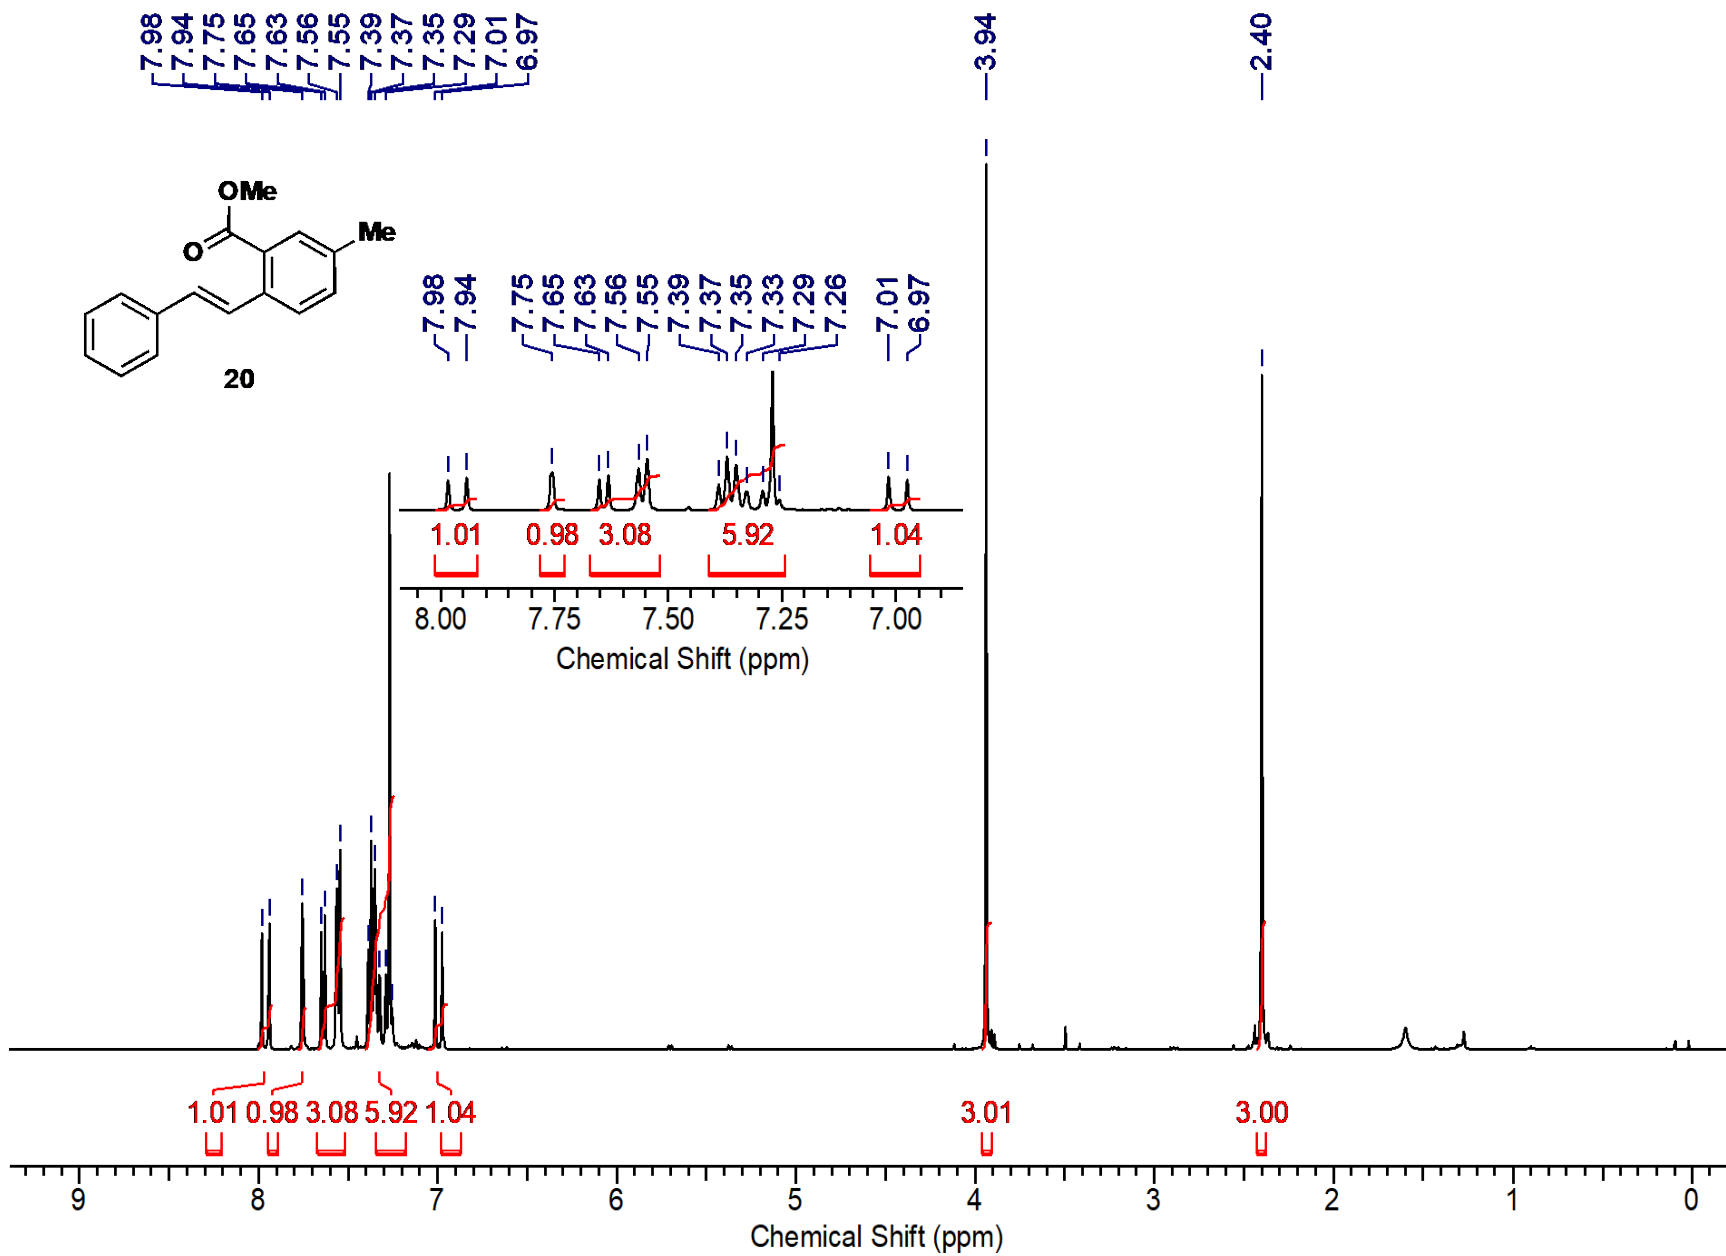 7.98 7.94 7.75 7.65 7.63 7.56 7.55 7.39 7.37 7.35 7.29 7.01 6.97 3.94 2.40
OMe
O
Me
20
7.98 7.94 7.75 7.65 7.63 7.56 7.55 7.39 7.37 7.35 7.33 7.29 7.26 7.01 6.97
1.01 0.98 3.08 5.92 1.04
8.00 7.75 7.50 7.25 7.00
Chemical Shift (ppm)
1.01 0.98 3.08 5.92 1.04 3.01 3.00
9 8 7 6 5 4 3 2 1 0
Chemical Shift (ppm)